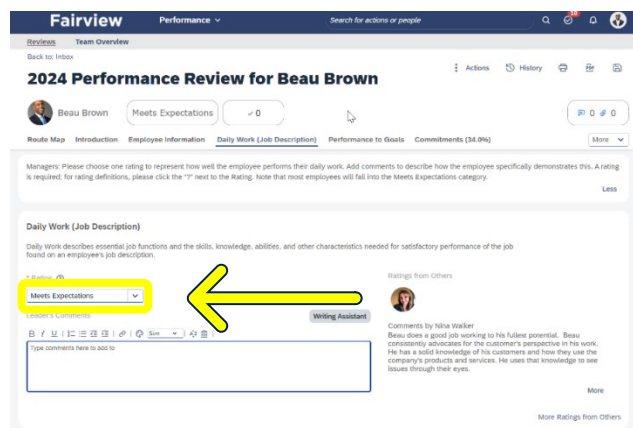 Fairview
Performance
Search for actions or people
10
Reviews Team Overview
Back to: Inbox
Actions History
2024 Performance Review for Beau Brown
Beau Brown Meets Expectations 0
0 0
Route Map Introduction Employee Information Daily Work (Job Description) Performance to Goals Commitments (34.0%) More
Managers: Please choose one rating to represent how well the employee performs their daily work. Add comments to describe how the employee specifically demonstrates this. A rating
is required; for rating definitions, please click the "?" next to the Rating. Note that most employees will fall into the Meets Expectations category.
Less
Daily Work (Job Description)
Daily Work describes essential job functions and the skills, knowledge, abilities, and other characteristics needed for satisfactory performance of the job
found on an employee's job description.
* Rating
Meets Expectations
Leader's Comments
Writing Assistant
B I U Size
Type comments here to add to
Ratings from Others
Comments by Nina Walker
Beau does a good job working to his fullest potential. Beau
consistently advocates for the customer's perspective in his work.
He has a solid knowledge of his customers and how they use the
company's products and services. He uses that knowledge to see
issues through their eyes.
More
More Ratings from Others